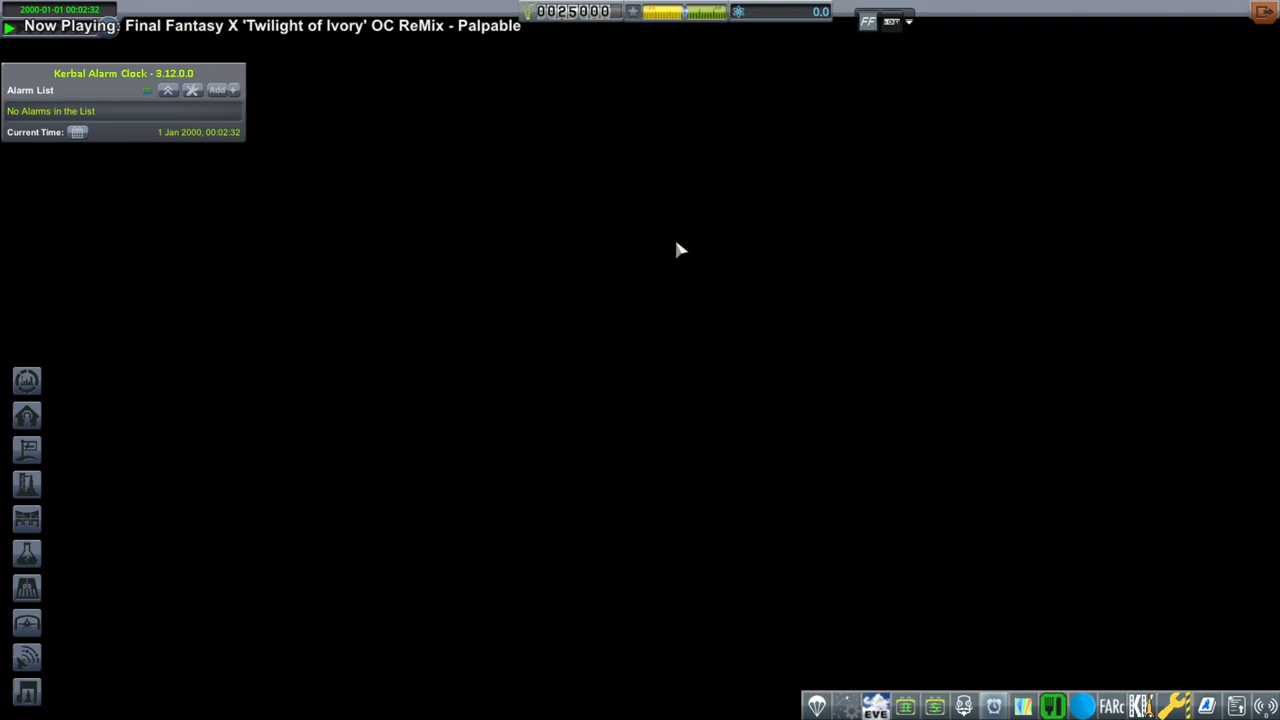 2000-01-01 00:02:32
0025000
0.0
FF
Now Playing: Final Fantasy X 'Twilight of Ivory' OC ReMix - Palpable
Kerbal Alarm Clock - 3.12.0.0
Alarm List
Add +
No Alarms in the List
Current Time:
1 Jan 2000, 00:02:32
EVE
R
S
FARc